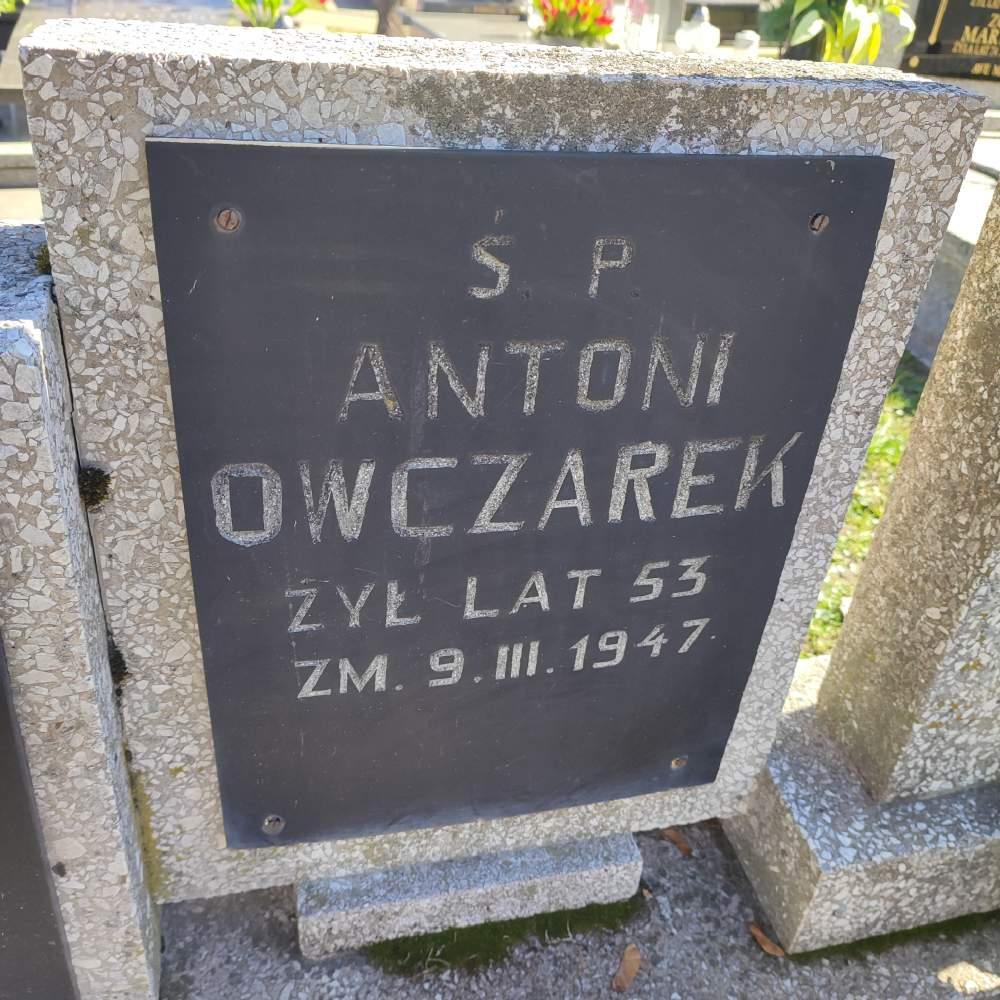 Ś. P.
ANTONI
OWCZAREK
ŻYŁ LAT 53
ZM. 9.III.1947.